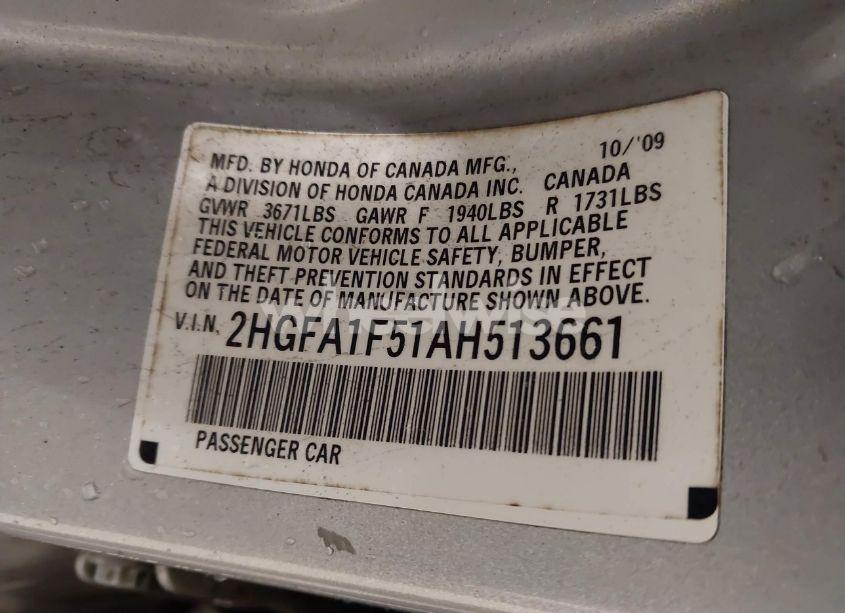 10/'09
MFD. BY HONDA OF CANADA MFG.,
A DIVISION OF HONDA CANADA INC. CANADA
GVWR 3671LBS GAWR F 1940LBS R 1731LBS
THIS VEHICLE CONFORMS TO ALL APPLICABLE
FEDERAL MOTOR VEHICLE SAFETY, BUMPER,
AND THEFT PREVENTION STANDARDS IN EFFECT
ON THE DATE OF MANUFACTURE SHOWN ABOVE.
V.I.N. 2HGFA1F51AH513661
PASSENGER CAR